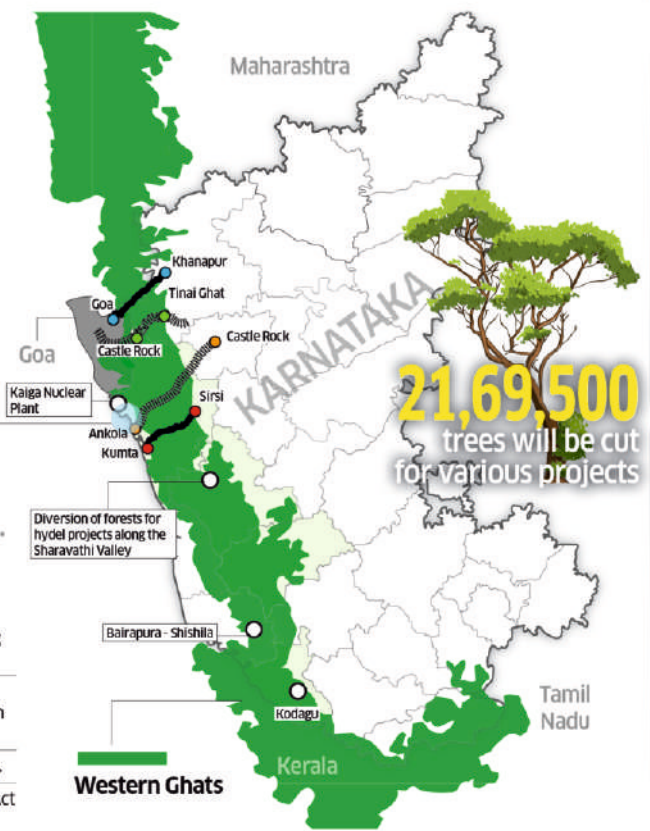 Maharashtra
Khanapur
Tinai Ghat
Goa
Castle Rock
Castle Rock
Goa
KARNATAKA
Kaiga Nuclear
Plant
Sirsi
Ankola
Kumta
21,69,500
trees will be cut
for various projects
Diversion of forests for
hydel projects along the
Sharavathi Valley
Bairapura - Shishila
Kodagu
Tamil
Nadu
Kerala
Western Ghats